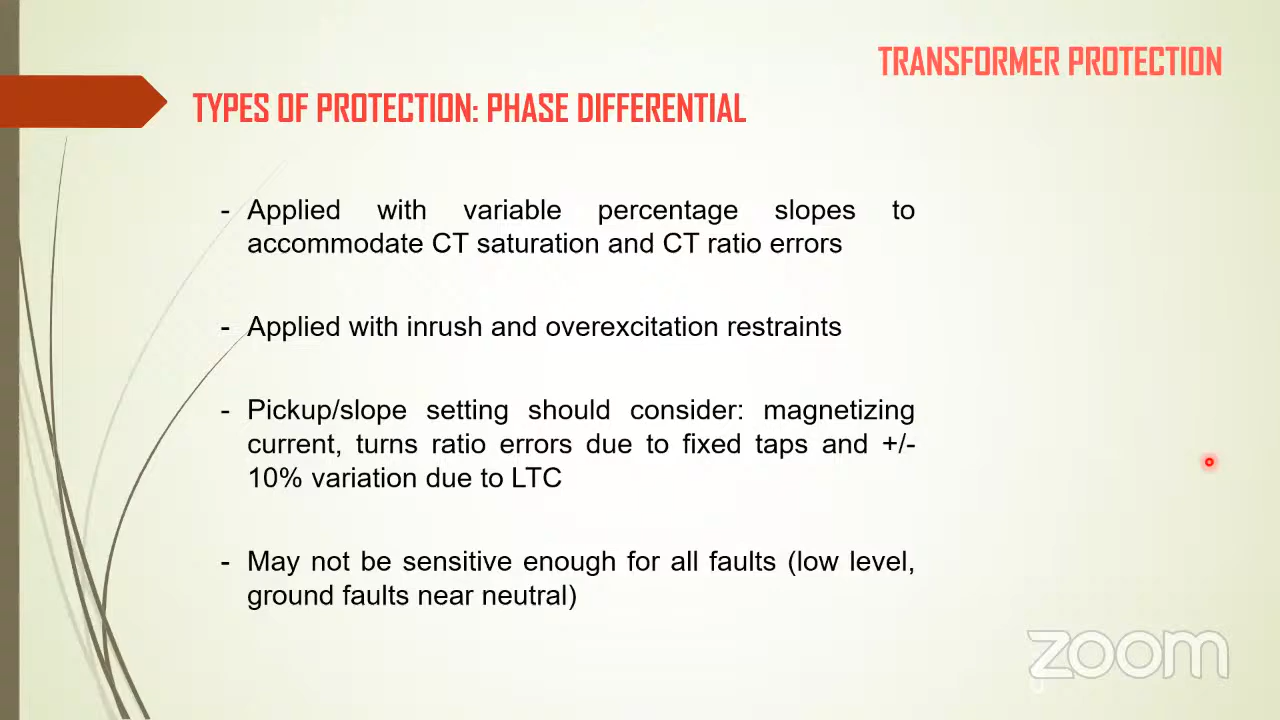 TRANSFORMER PROTECTION
TYPES OF PROTECTION: PHASE DIFFERENTIAL
- Applied with variable percentage slopes to
accommodate CT saturation and CT ratio errors
- Applied with inrush and overexcitation restraints
- Pickup/slope setting should consider: magnetizing
current, turns ratio errors due to fixed taps and +/-
10% variation due to LTC
- May not be sensitive enough for all faults (low level,
ground faults near neutral)
zoom